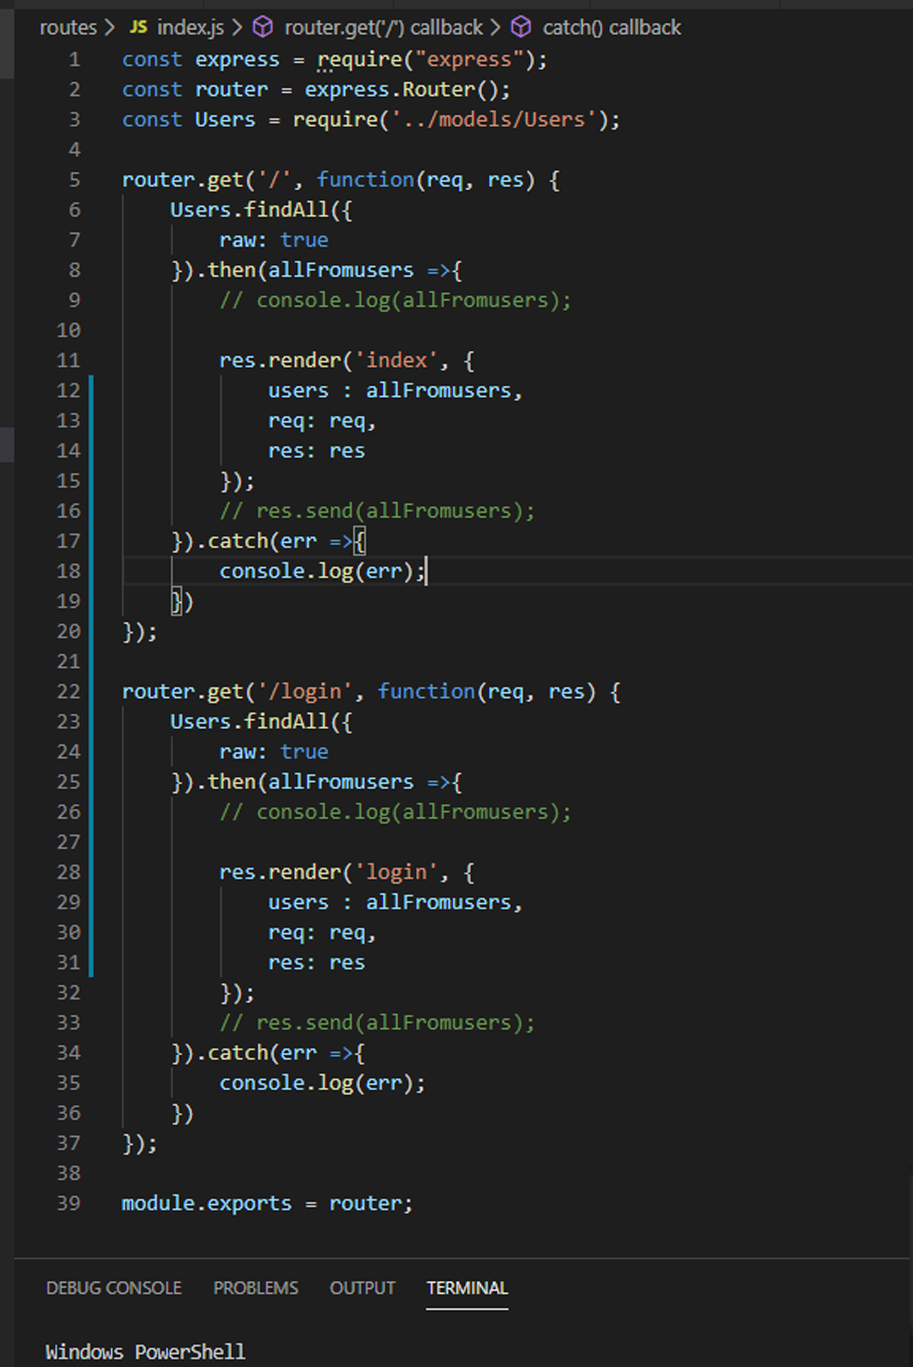 routes > JS index.js > router.get('/') callback > catch() callback
1 const express = require("express");
2 const router = express.Router();
3 const Users = require('../models/Users');
4
5 router.get('/', function(req, res) {
6     Users.findAll({
7         raw: true
8     }).then(allFromusers =>{
9         // console.log(allFromusers);
10
11         res.render('index', {
12             users : allFromusers,
13             req: req,
14             res: res
15         });
16         // res.send(allFromusers);
17     }).catch(err =>{
18         console.log(err);
19     })
20 });
21
22 router.get('/login', function(req, res) {
23     Users.findAll({
24         raw: true
25     }).then(allFromusers =>{
26         // console.log(allFromusers);
27
28         res.render('login', {
29             users : allFromusers,
30             req: req,
31             res: res
32         });
33         // res.send(allFromusers);
34     }).catch(err =>{
35         console.log(err);
36     })
37 });
38
39 module.exports = router;
DEBUG CONSOLE PROBLEMS OUTPUT TERMINAL
Windows PowerShell